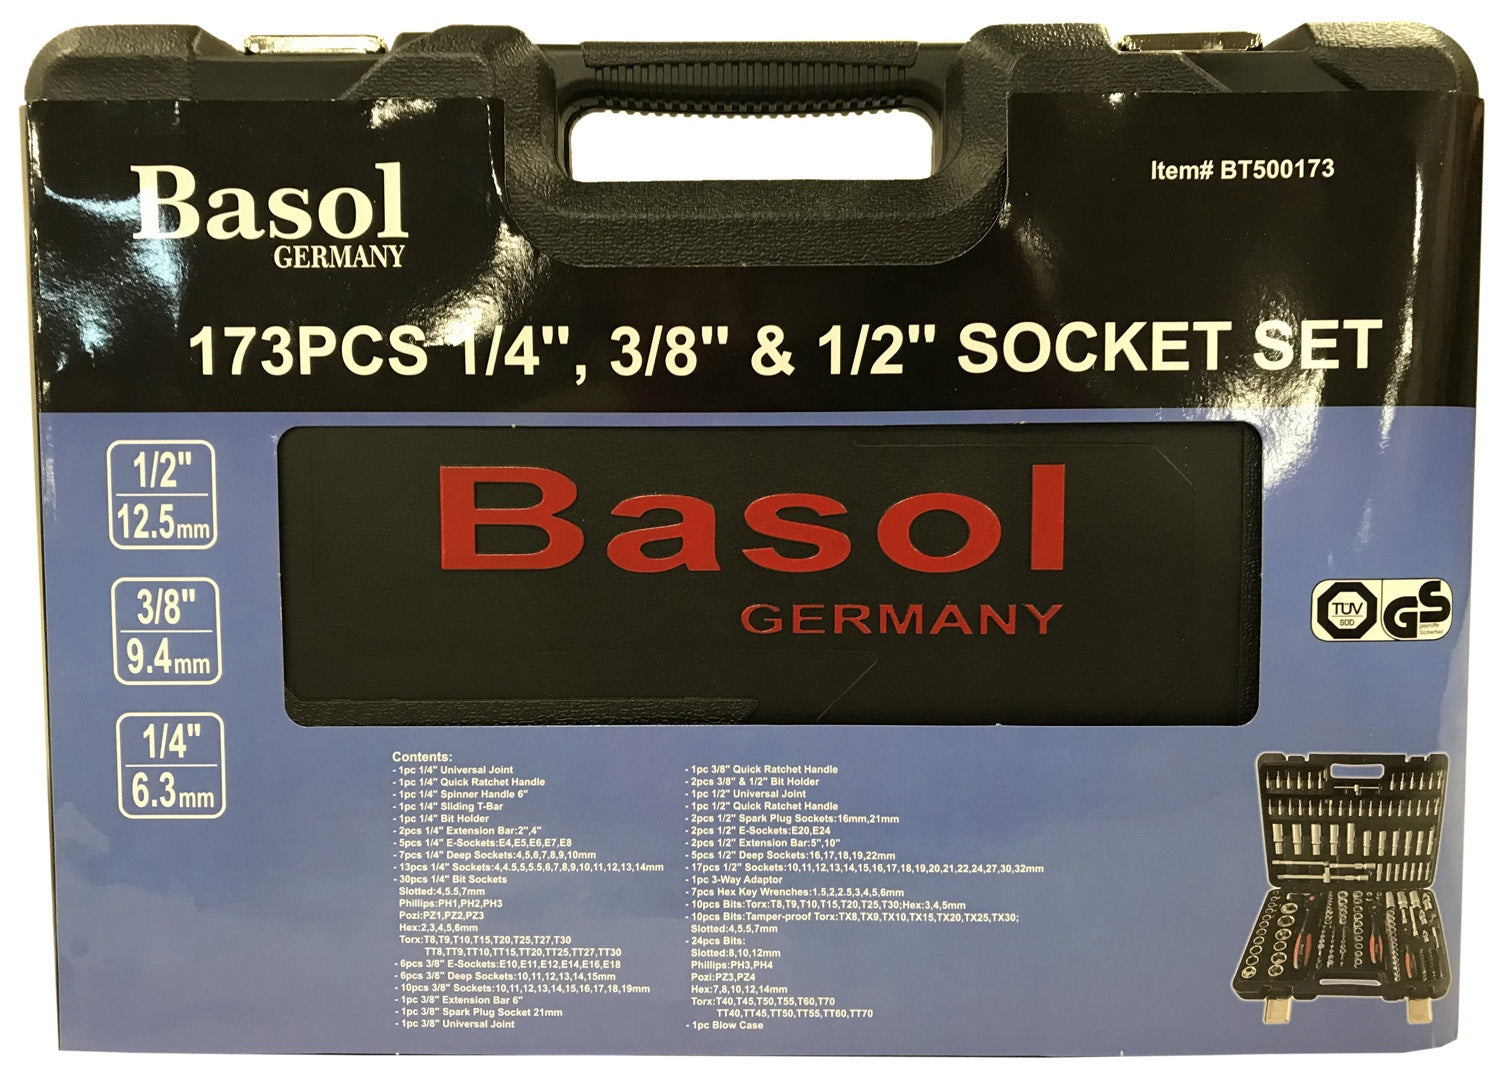 Basol
GERMANY
Item# BT500173
173PCS 1/4", 3/8" & 1/2" SOCKET SET
1/2"
12.5mm
3/8"
9.4mm
1/4"
6.3mm
Basol
GERMANY
TÜV
SÜD
GS
geprüfte
Sicherheit
Contents:
- 1pc 1/4" Universal Joint
- 1pc 1/4" Quick Ratchet Handle
- 1pc 1/4" Spinner Handle 6"
- 1pc 1/4" Sliding T-Bar
- 1pc 1/4" Bit Holder
- 2pcs 1/4" Extension Bar:2",4"
- 5pcs 1/4" E-Sockets:E4,E5,E6,E7,E8
- 7pcs 1/4" Deep Sockets:4,5,6,7,8,9,10mm
- 13pcs 1/4" Sockets:4,4.5,5,5.5,6,7,8,9,10,11,12,13,14mm
- 30pcs 1/4" Bit Sockets
Slotted:4,5.5,7mm
Phillips:PH1,PH2,PH3
Pozi:PZ1,PZ2,PZ3
Hex:2,3,4,5,6mm
Torx:T8,T9,T10,T15,T20,T25,T27,T30
TT8,TT9,TT10,TT15,TT20,TT25,TT27,TT30
- 6pcs 3/8" E-Sockets:E10,E11,E12,E14,E16,E18
- 6pcs 3/8" Deep Sockets:10,11,12,13,14,15mm
- 10pcs 3/8" Sockets:10,11,12,13,14,15,16,17,18,19mm
- 1pc 3/8" Extension Bar 6"
- 1pc 3/8" Spark Plug Socket 21mm
- 1pc 3/8" Universal Joint
- 1pc 3/8" Quick Ratchet Handle
- 2pcs 3/8" & 1/2" Bit Holder
- 1pc 1/2" Universal Joint
- 1pc 1/2" Quick Ratchet Handle
- 2pcs 1/2" Spark Plug Sockets:16mm,21mm
- 2pcs 1/2" E-Sockets:E20,E24
- 2pcs 1/2" Extension Bar:5",10"
- 5pcs 1/2" Deep Sockets:16,17,18,19,22mm
- 17pcs 1/2" Sockets:10,11,12,13,14,15,16,17,18,19,20,21,22,24,27,30,32mm
- 1pc 3-Way Adaptor
- 7pcs Hex Key Wrenches:1.5,2,2.5,3,4,5,6mm
- 10pcs Bits:Torx:T8,T9,T10,T15,T20,T25,T30;Hex:3,4,5mm
- 10pcs Bits:Tamper-proof Torx:TX8,TX9,TX10,TX15,TX20,TX25,TX30;
Slotted:4,5.5,7mm
- 24pcs Bits:
Slotted:8,10,12mm
Phillips:PH3,PH4
Pozi:PZ3,PZ4
Hex:7,8,10,12,14mm
Torx:T40,T45,T50,T55,T60,T70
TT40,TT45,TT50,TT55,TT60,TT70
- 1pc Blow Case